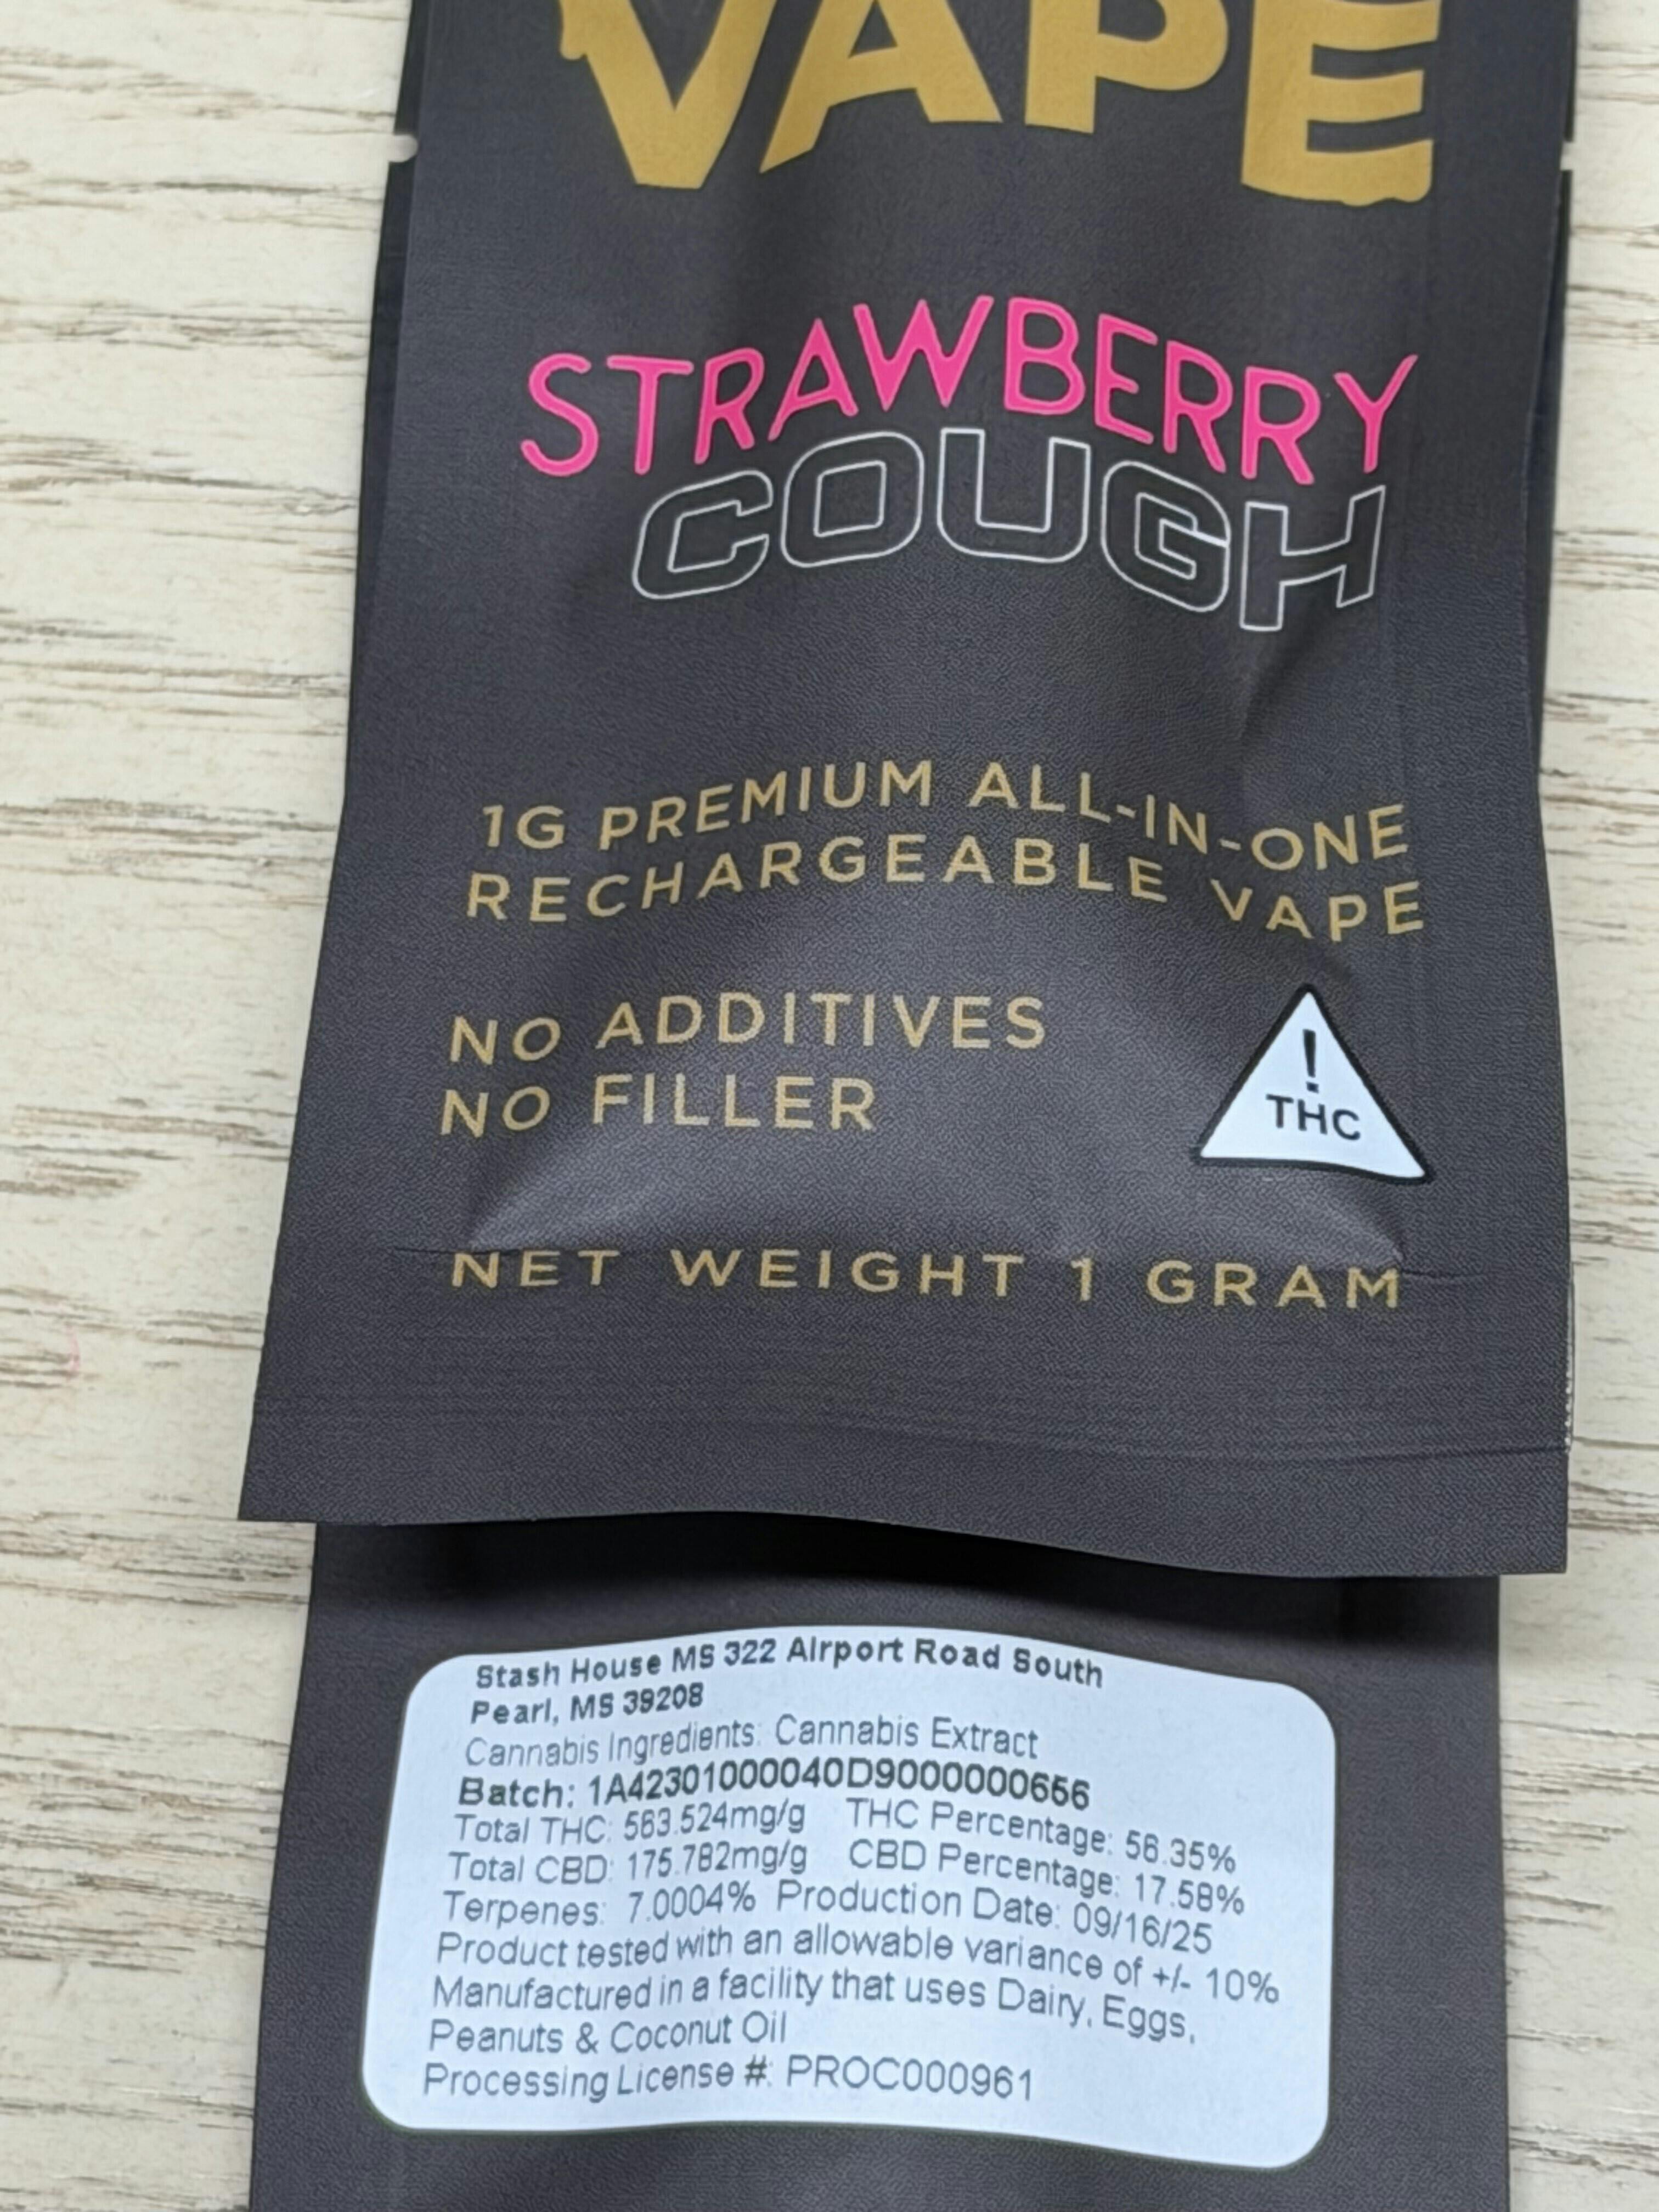 VAPE
STRAWBERRY
COUGH
1G PREMIUM ALL-IN-ONE
RECHARGEABLE VAPE
NO ADDITIVES
NO FILLER
!
THC
NET WEIGHT 1 GRAM
Stash House MS 322 Airport Road South
Pearl, MS 39208
Cannabis Ingredients: Cannabis Extract
Batch: 1A42301000040D9000000656
Total THC: 563.524mg/g THC Percentage: 56.35%
Total CBD: 175.782mg/g CBD Percentage: 17.58%
Terpenes: 7.0004% Production Date: 09/16/25
Product tested with an allowable variance of +/- 10%
Manufactured in a facility that uses Dairy, Eggs,
Peanuts & Coconut Oil
Processing License #: PROC000961